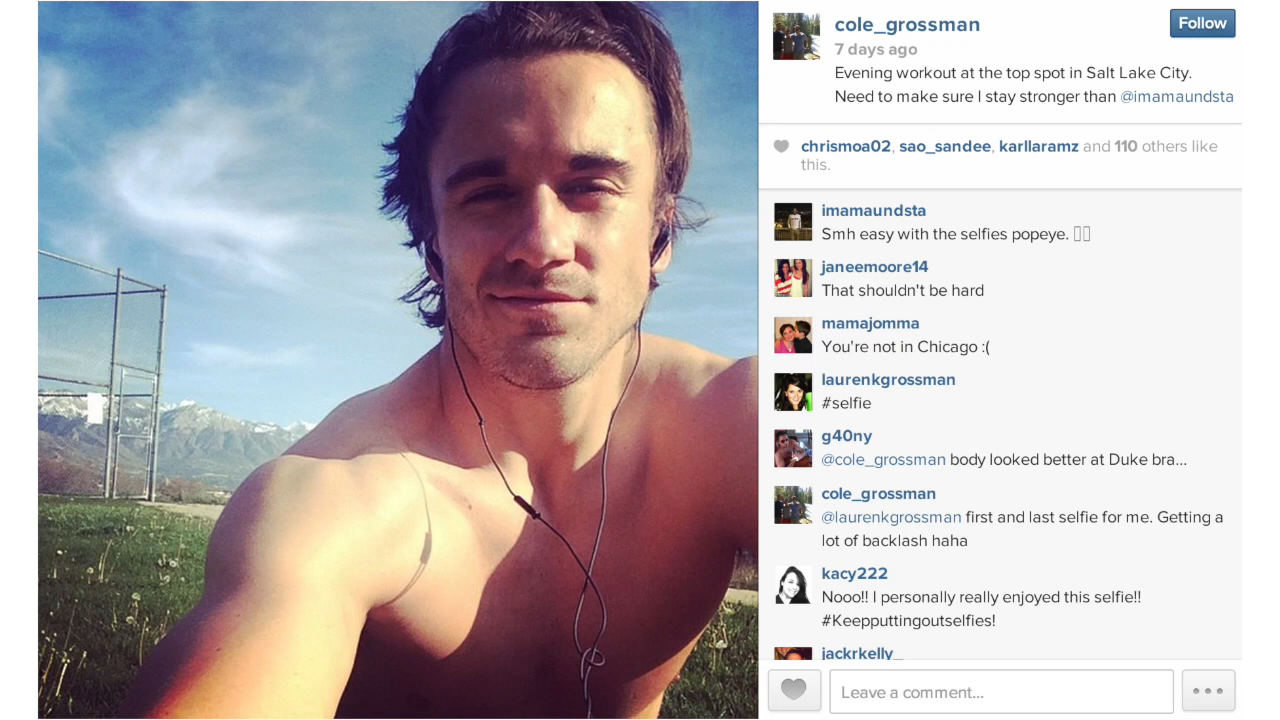 cole_grossman
Follow
7 days ago
Evening workout at the top spot in Salt Lake City.
Need to make sure I stay stronger than @imamaundsta
chrismoa02, sao_sandee, karllaramz and 110 others like
this.
imamaundsta
Smh easy with the selfies popeye.
janeemoore14
That shouldn't be hard
mamajomma
You're not in Chicago :(
laurenkgrossman
#selfie
g40ny
@cole_grossman body looked better at Duke bra...
cole_grossman
@laurenkgrossman first and last selfie for me. Getting a
lot of backlash haha
kacy222
Nooo!! I personally really enjoyed this selfie!!
#Keepputtingoutselfies!
jackrkelly_
Leave a comment...